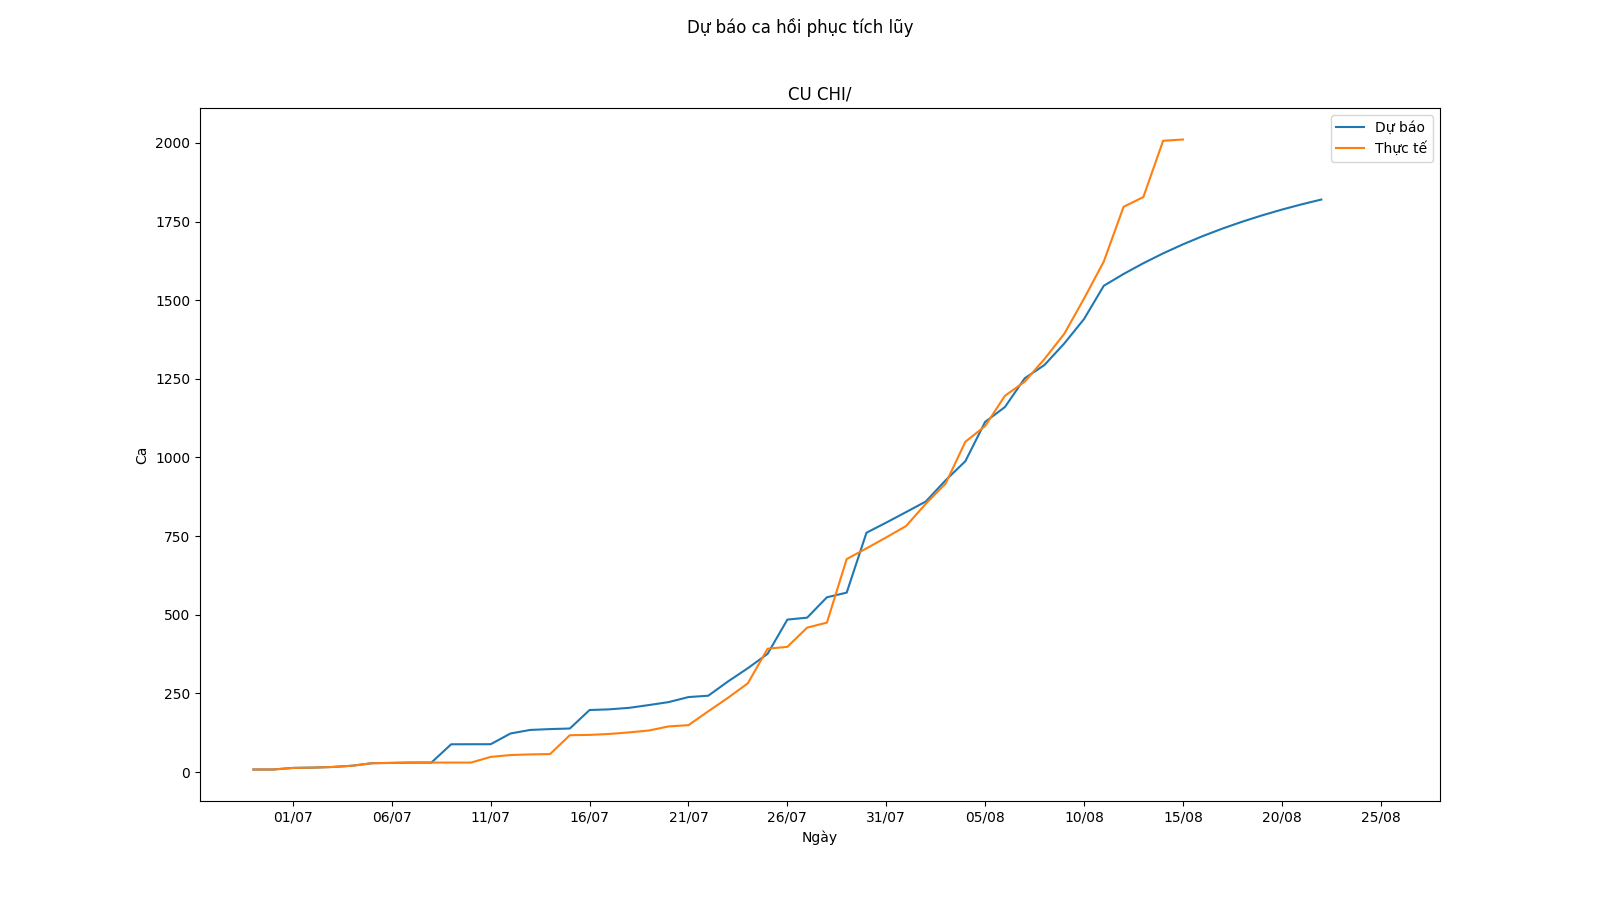 Dự báo ca hồi phục tích lũy
CU CHI/
Dự báo
Thực tế
2000
1750
1500
1250
1000
750
500
250
0
Ca
01/07 06/07 11/07 16/07 21/07 26/07 31/07 05/08 10/08 15/08 20/08 25/08
Ngày